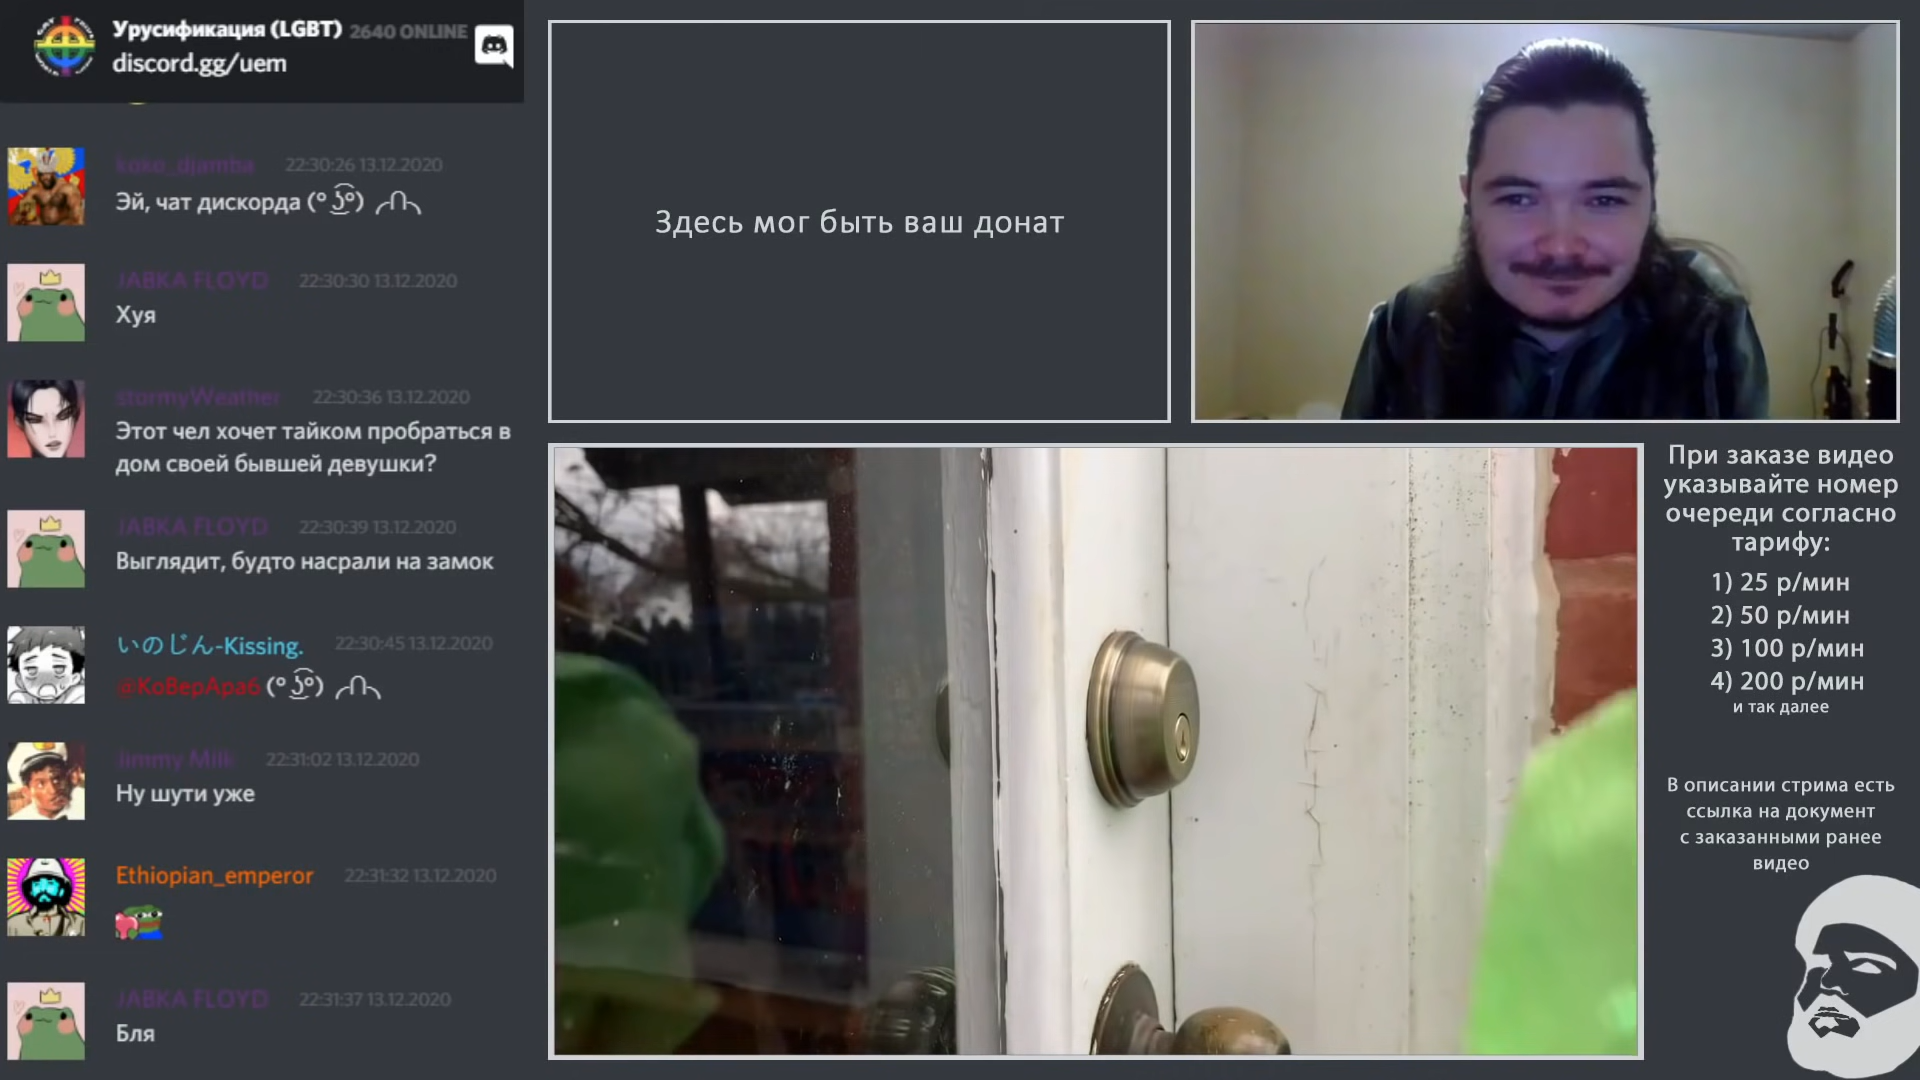 Урусификация (LGBT) 2640 ONLINE
discord.gg/uem
koko_djamba 22:30:26 13.12.2020
Эй, чат дискорда (° ͜ʖ͡°) ╭∩╮
JABKA FLOYD 22:30:30 13.12.2020
Хуя
stormyWeather 22:30:36 13.12.2020
Этот чел хочет тайком пробраться в
дом своей бывшей девушки?
JABKA FLOYD 22:30:39 13.12.2020
Выглядит, будто насрали на замок
いのじん-Kissing. 22:30:45 13.12.2020
@КоВерАраб (° ͜ʖ͡°) ╭∩╮
Jimmy Milk 22:31:02 13.12.2020
Ну шути уже
Ethiopian_emperor 22:31:32 13.12.2020
JABKA FLOYD 22:31:37 13.12.2020
Бля
Здесь мог быть ваш донат
При заказе видео
указывайте номер
очереди согласно
тарифу:
1) 25 р/мин
2) 50 р/мин
3) 100 р/мин
4) 200 р/мин
и так далее
В описании стрима есть
ссылка на документ
с заказанными ранее
видео